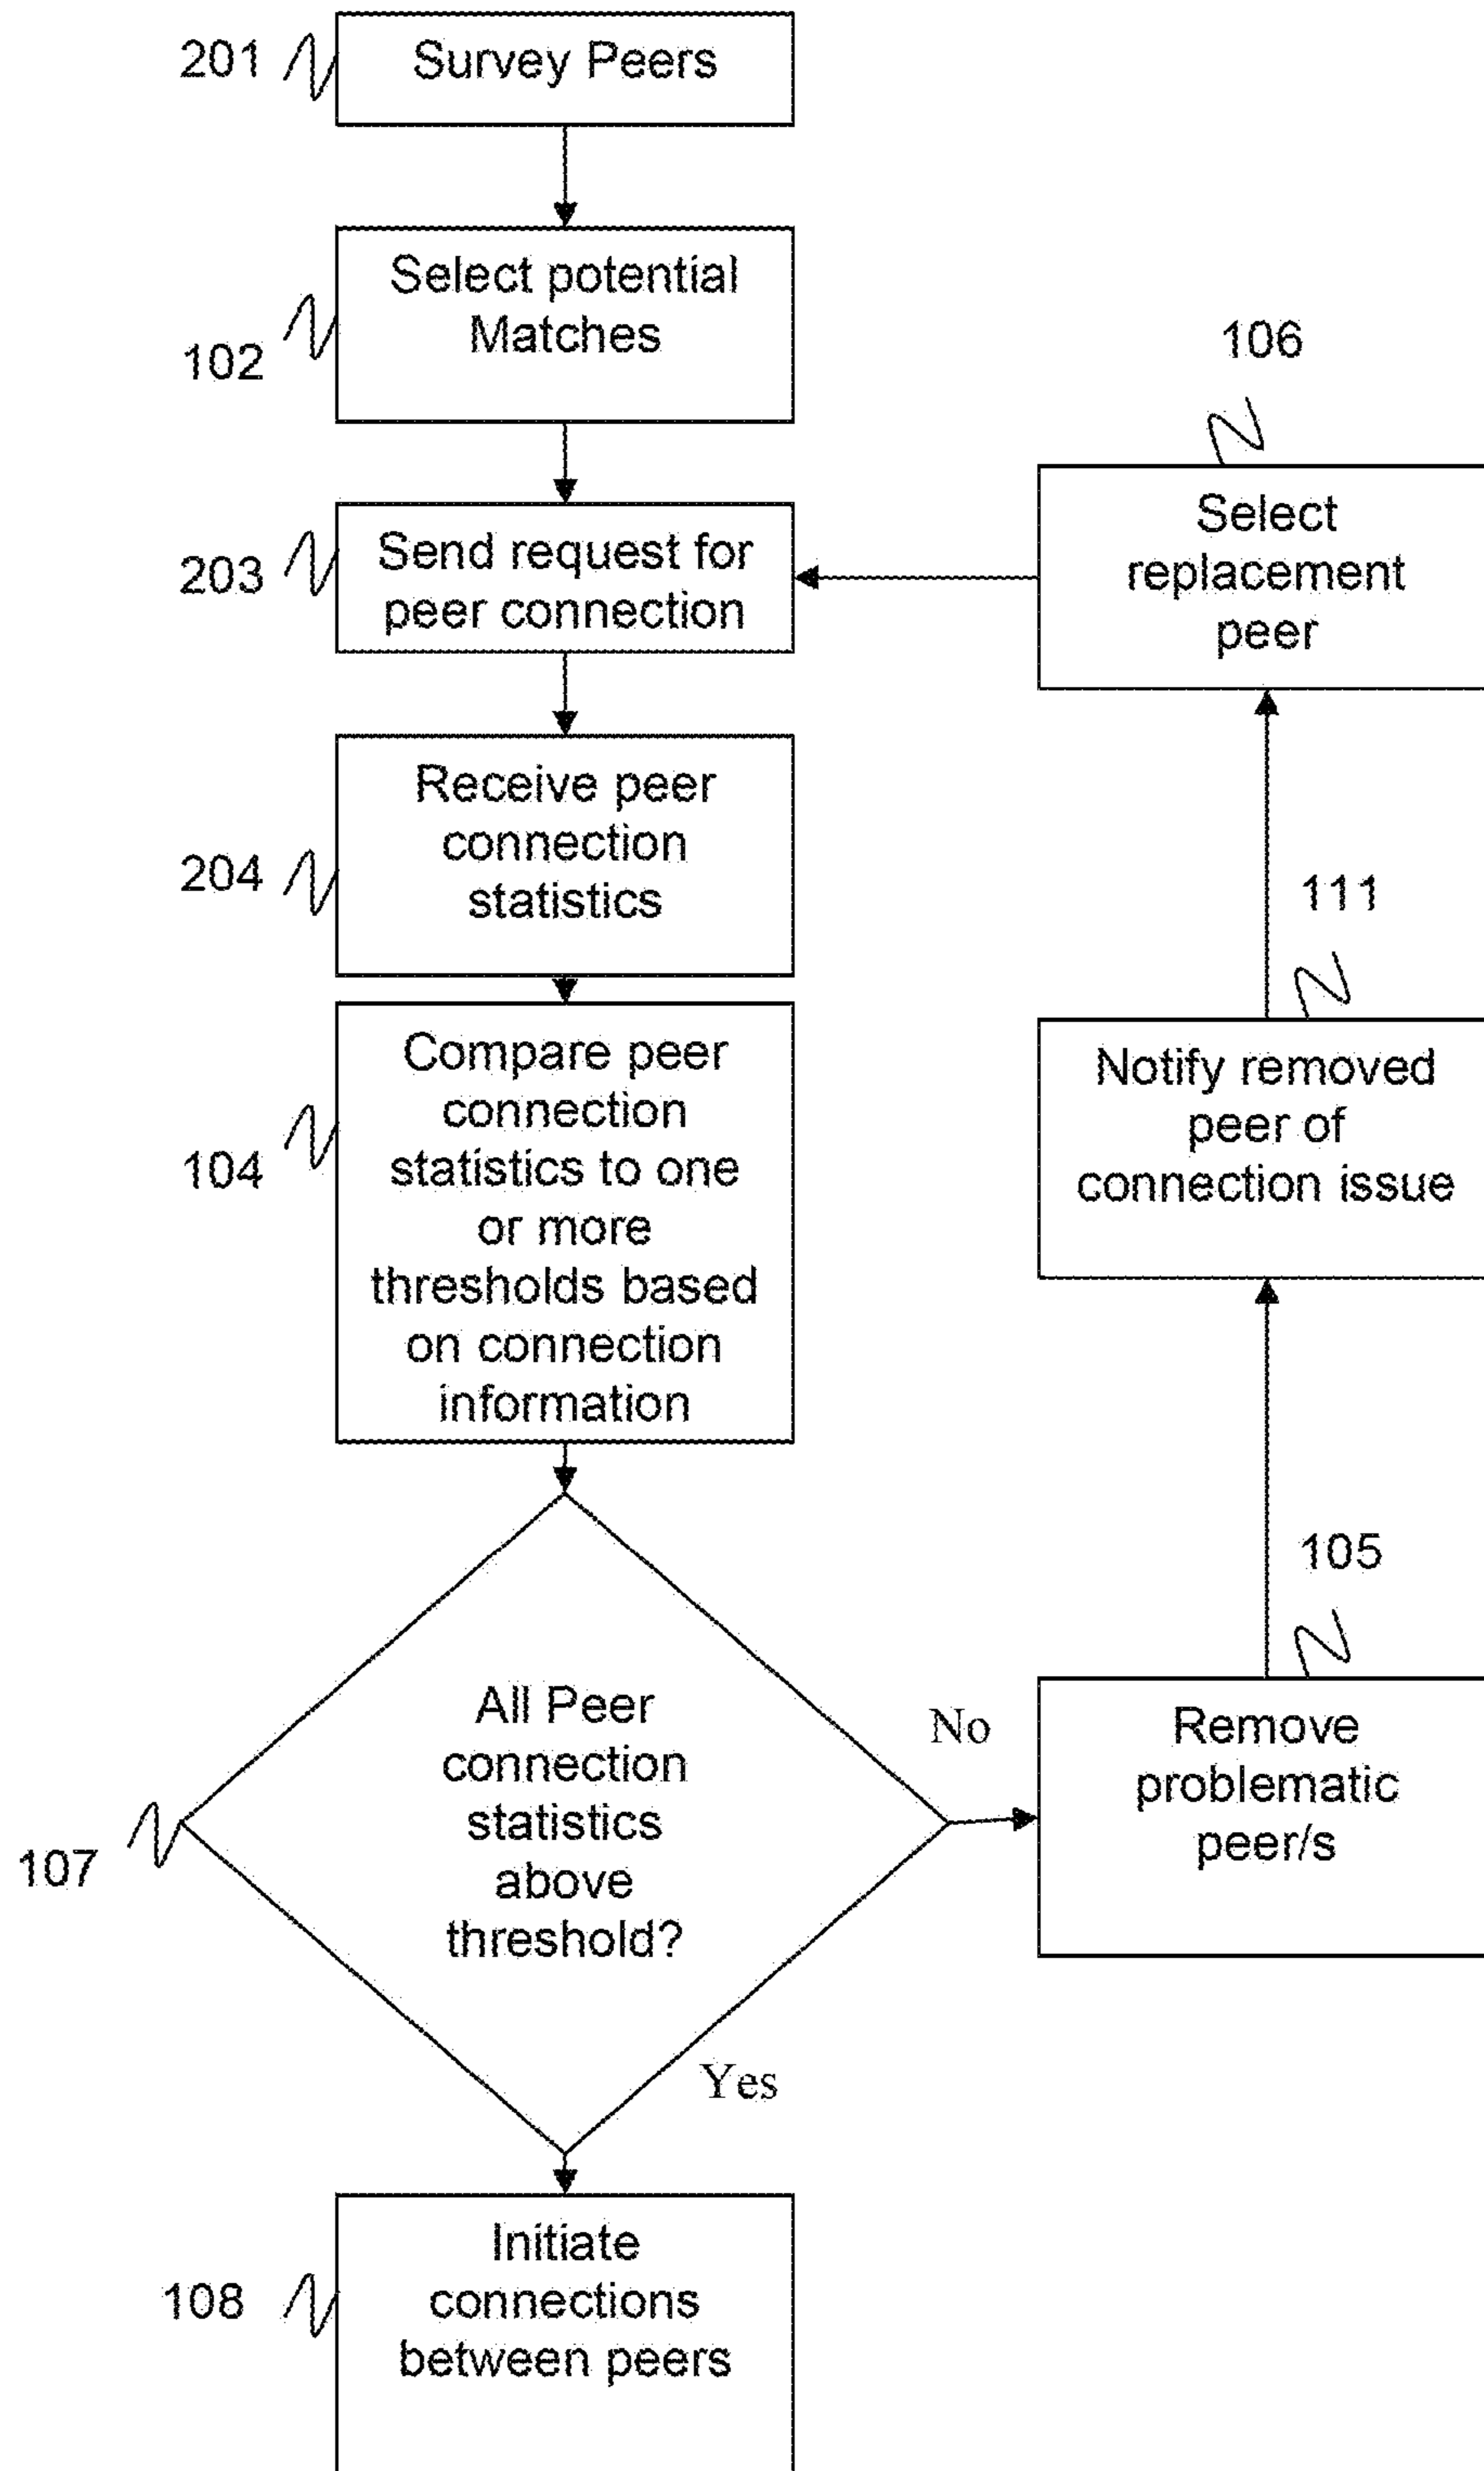 201
Survey Peers
Select potential
Matches
102
106
Send request for
peer connection
203
Select
replacement
peer
Receive peer
connection
statistics
204
111
Compare peer
connection
statistics to one
or more
thresholds based
on connection
information
104
Notify removed
peer of
connection issue
105
All Peer
connection
statistics
above
threshold?
107
No
Remove
problematic
peer/s
Yes
Initiate
connections
between peers
108